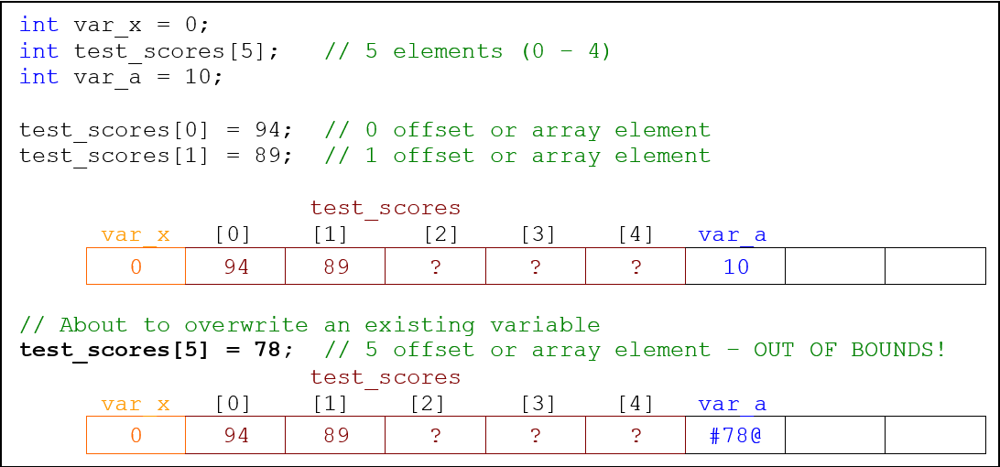 int var_x = 0;
int test_scores[5]; // 5 elements (0 – 4)
int var_a = 10;
test_scores[0] = 94; // 0 offset or array element
test_scores[1] = 89; // 1 offset or array element
test_scores
var_x [0] [1] [2] [3] [4] var_a
0 94 89 ? ? ? 10
// About to overwrite an existing variable
test_scores[5] = 78; // 5 offset or array element – OUT OF BOUNDS!
test_scores
var_x [0] [1] [2] [3] [4] var_a
0 94 89 ? ? ? #78@